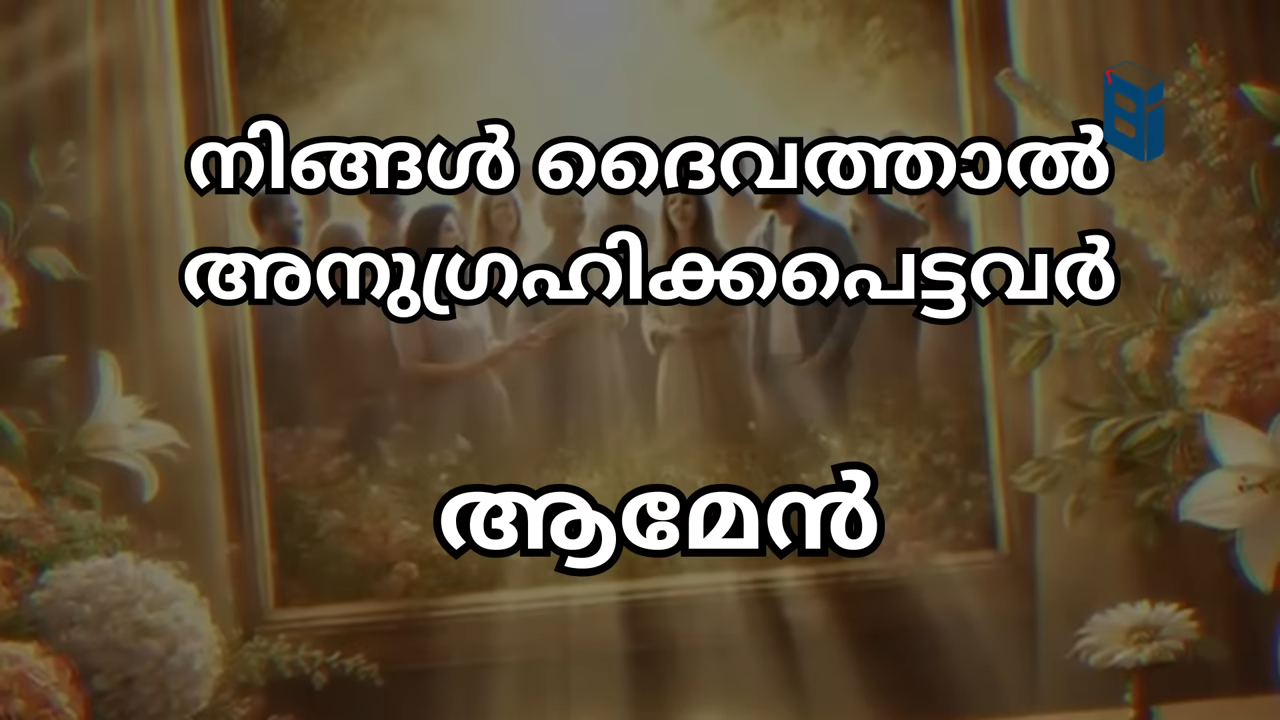 നിങ്ങൾ ദൈവത്താൽ
അനുഗ്രഹിക്കപെട്ടവർ
ആമേൻ